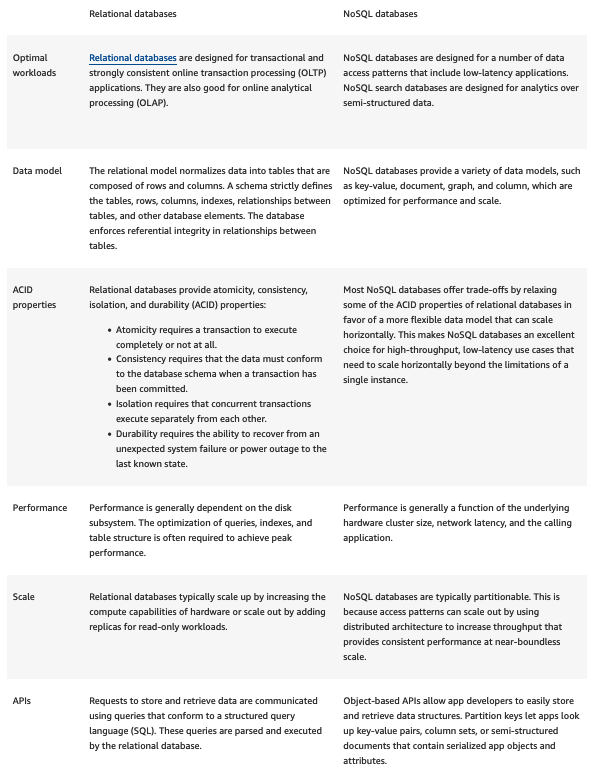 Relational databases
NoSQL databases
Optimal
workloads
Relational databases are designed for transactional and
strongly consistent online transaction processing (OLTP)
applications. They are also good for online analytical
processing (OLAP).
NoSQL databases are designed for a number of data
access patterns that include low-latency applications.
NoSQL search databases are designed for analytics over
semi-structured data.
Data model
The relational model normalizes data into tables that are
composed of rows and columns. A schema strictly defines
the tables, rows, columns, indexes, relationships between
tables, and other database elements. The database
enforces referential integrity in relationships between
tables.
NoSQL databases provide a variety of data models, such
as key-value, document, graph, and column, which are
optimized for performance and scale.
ACID
properties
Relational databases provide atomicity, consistency,
isolation, and durability (ACID) properties:
• Atomicity requires a transaction to execute
completely or not at all.
• Consistency requires that the data must conform
to the database schema when a transaction has
been committed.
• Isolation requires that concurrent transactions
execute separately from each other.
• Durability requires the ability to recover from an
unexpected system failure or power outage to the
last known state.
Most NoSQL databases offer trade-offs by relaxing
some of the ACID properties of relational databases in
favor of a more flexible data model that can scale
horizontally. This makes NoSQL databases an excellent
choice for high-throughput, low-latency use cases that
need to scale horizontally beyond the limitations of a
single instance.
Performance
Performance is generally dependent on the disk
subsystem. The optimization of queries, indexes, and
table structure is often required to achieve peak
performance.
Performance is generally a function of the underlying
hardware cluster size, network latency, and the calling
application.
Scale
Relational databases typically scale up by increasing the
compute capabilities of hardware or scale out by adding
replicas for read-only workloads.
NoSQL databases are typically partitionable. This is
because access patterns can scale out by using
distributed architecture to increase throughput that
provides consistent performance at near-boundless
scale.
APIs
Requests to store and retrieve data are communicated
using queries that conform to a structured query
language (SQL). These queries are parsed and executed
by the relational database.
Object-based APIs allow app developers to easily store
and retrieve data structures. Partition keys let apps look
up key-value pairs, column sets, or semi-structured
documents that contain serialized app objects and
attributes.